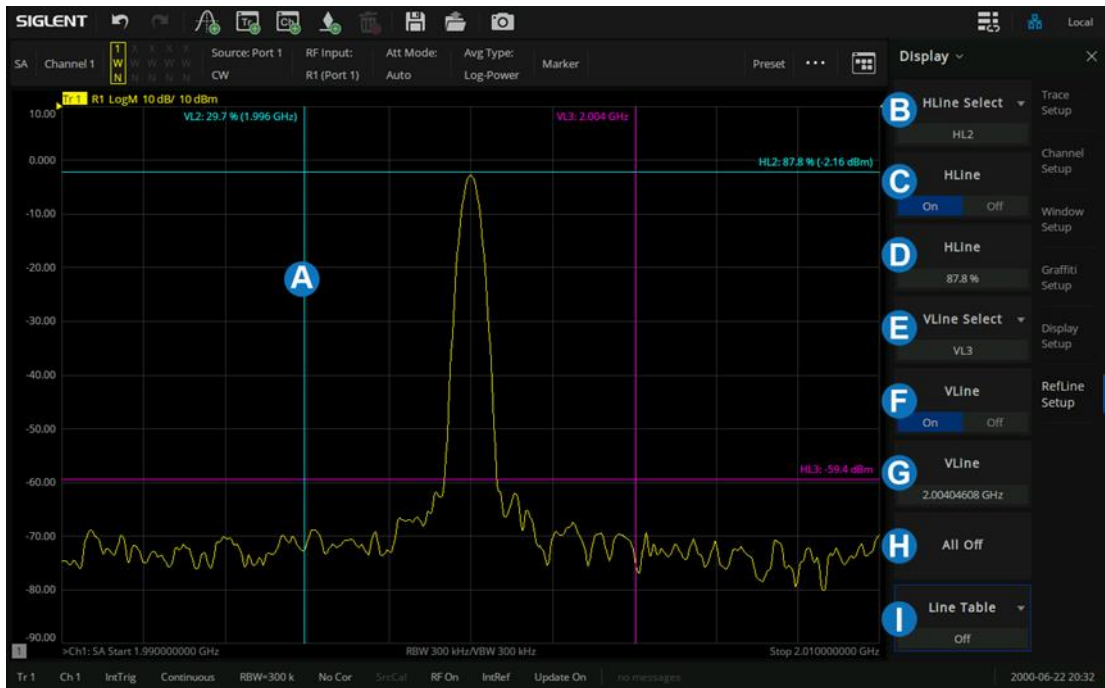 SIGLENT
Tr
Ch
Local
SA
Channel 1
1 X X X X
W W W W W
N N N N N
Source: Port 1
CW
RF Input:
R1 (Port 1)
Att Mode:
Auto
Avg Type:
Log-Power
Marker
Preset
Display
Tr 1 R1 LogM 10 dB/ 10 dBm
VL2: 29.7 % (1.996 GHz)
VL3: 2.004 GHz
HL2: 87.8 % (-2.16 dBm)
HL3: -59.4 dBm
10.00
0.000
-10.00
-20.00
-30.00
-40.00
-50.00
-60.00
-70.00
-80.00
-90.00
A
B
HLine Select
HL2
C
HLine
On Off
D
HLine
87.8 %
E
VLine Select
VL3
F
VLine
On Off
G
VLine
2.00404608 GHz
H
All Off
I
Line Table
Off
Trace
Setup
Channel
Setup
Window
Setup
Graffiti
Setup
Display
Setup
RefLine
Setup
1
>Ch1: SA Start 1.990000000 GHz
RBW 300 kHz/VBW 300 kHz
Stop 2.010000000 GHz
Tr 1 Ch 1 IntTrig Continuous RBW=300 k No Cor SrcCal RF On IntRef Update On no messages 2000-06-22 20:32